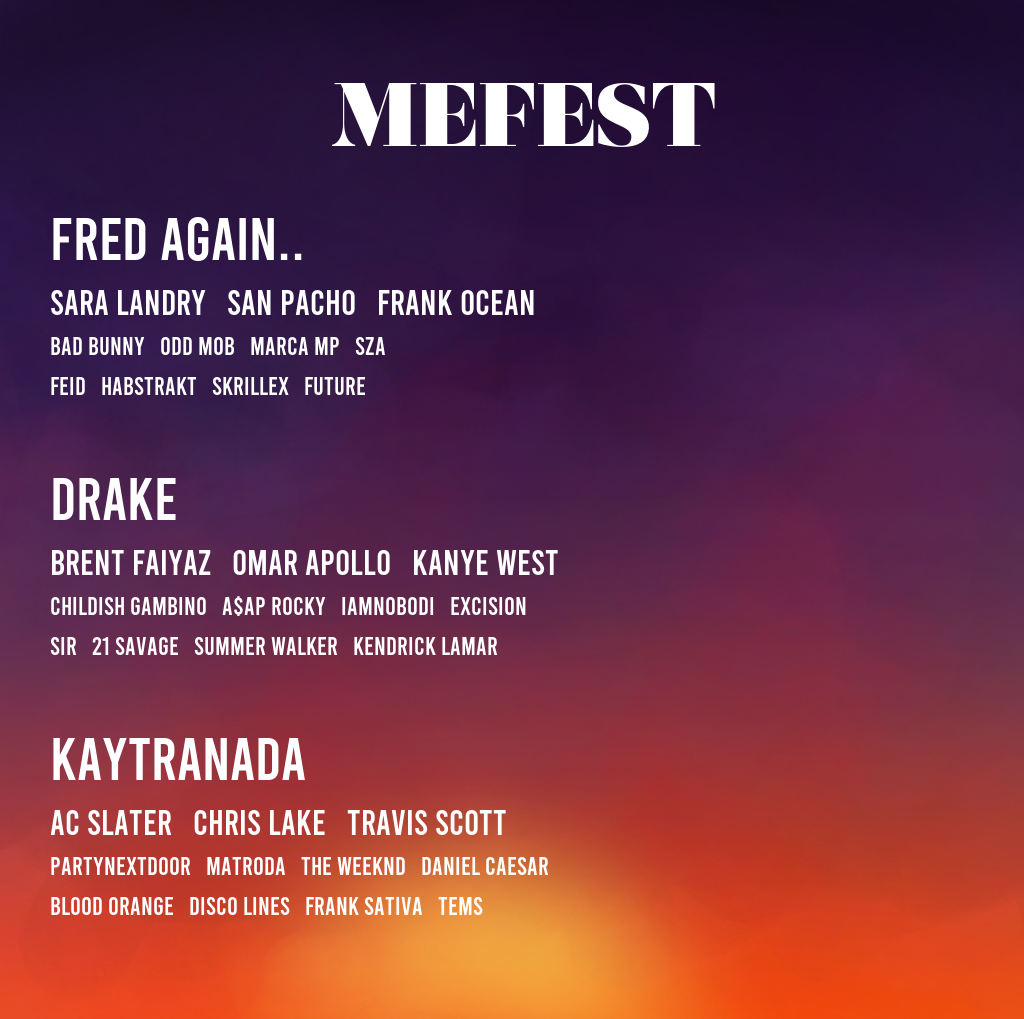 MEFEST
FRED AGAIN..
SARA LANDRY SAN PACHO FRANK OCEAN
BAD BUNNY ODD MOB MARCA MP SZA
FEID HABSTRAKT SKRILLEX FUTURE
DRAKE
BRENT FAIYAZ OMAR APOLLO KANYE WEST
CHILDISH GAMBINO A$AP ROCKY IAMNOBODI EXCISION
SIR 21 SAVAGE SUMMER WALKER KENDRICK LAMAR
KAYTRANADA
AC SLATER CHRIS LAKE TRAVIS SCOTT
PARTYNEXTDOOR MATRODA THE WEEKND DANIEL CAESAR
BLOOD ORANGE DISCO LINES FRANK SATIVA TEMS